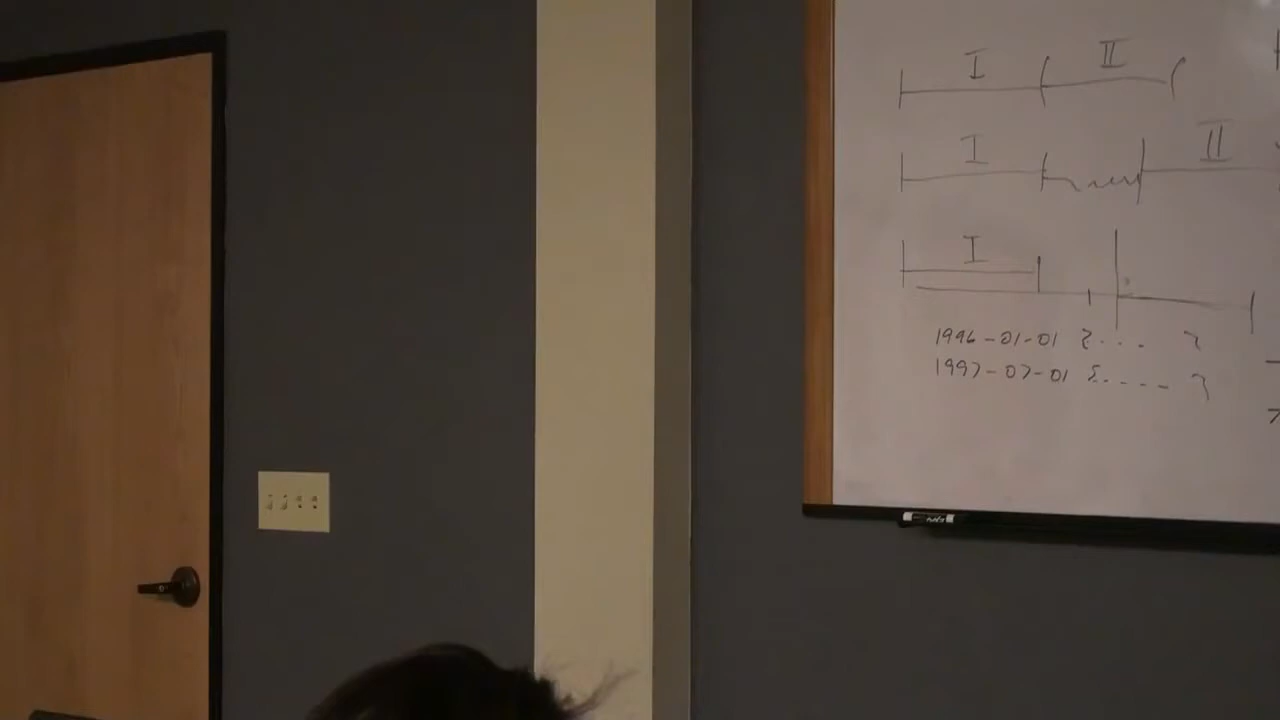 I II
I II
I
1996-01-01 {... }
1997-07-01 {..... }